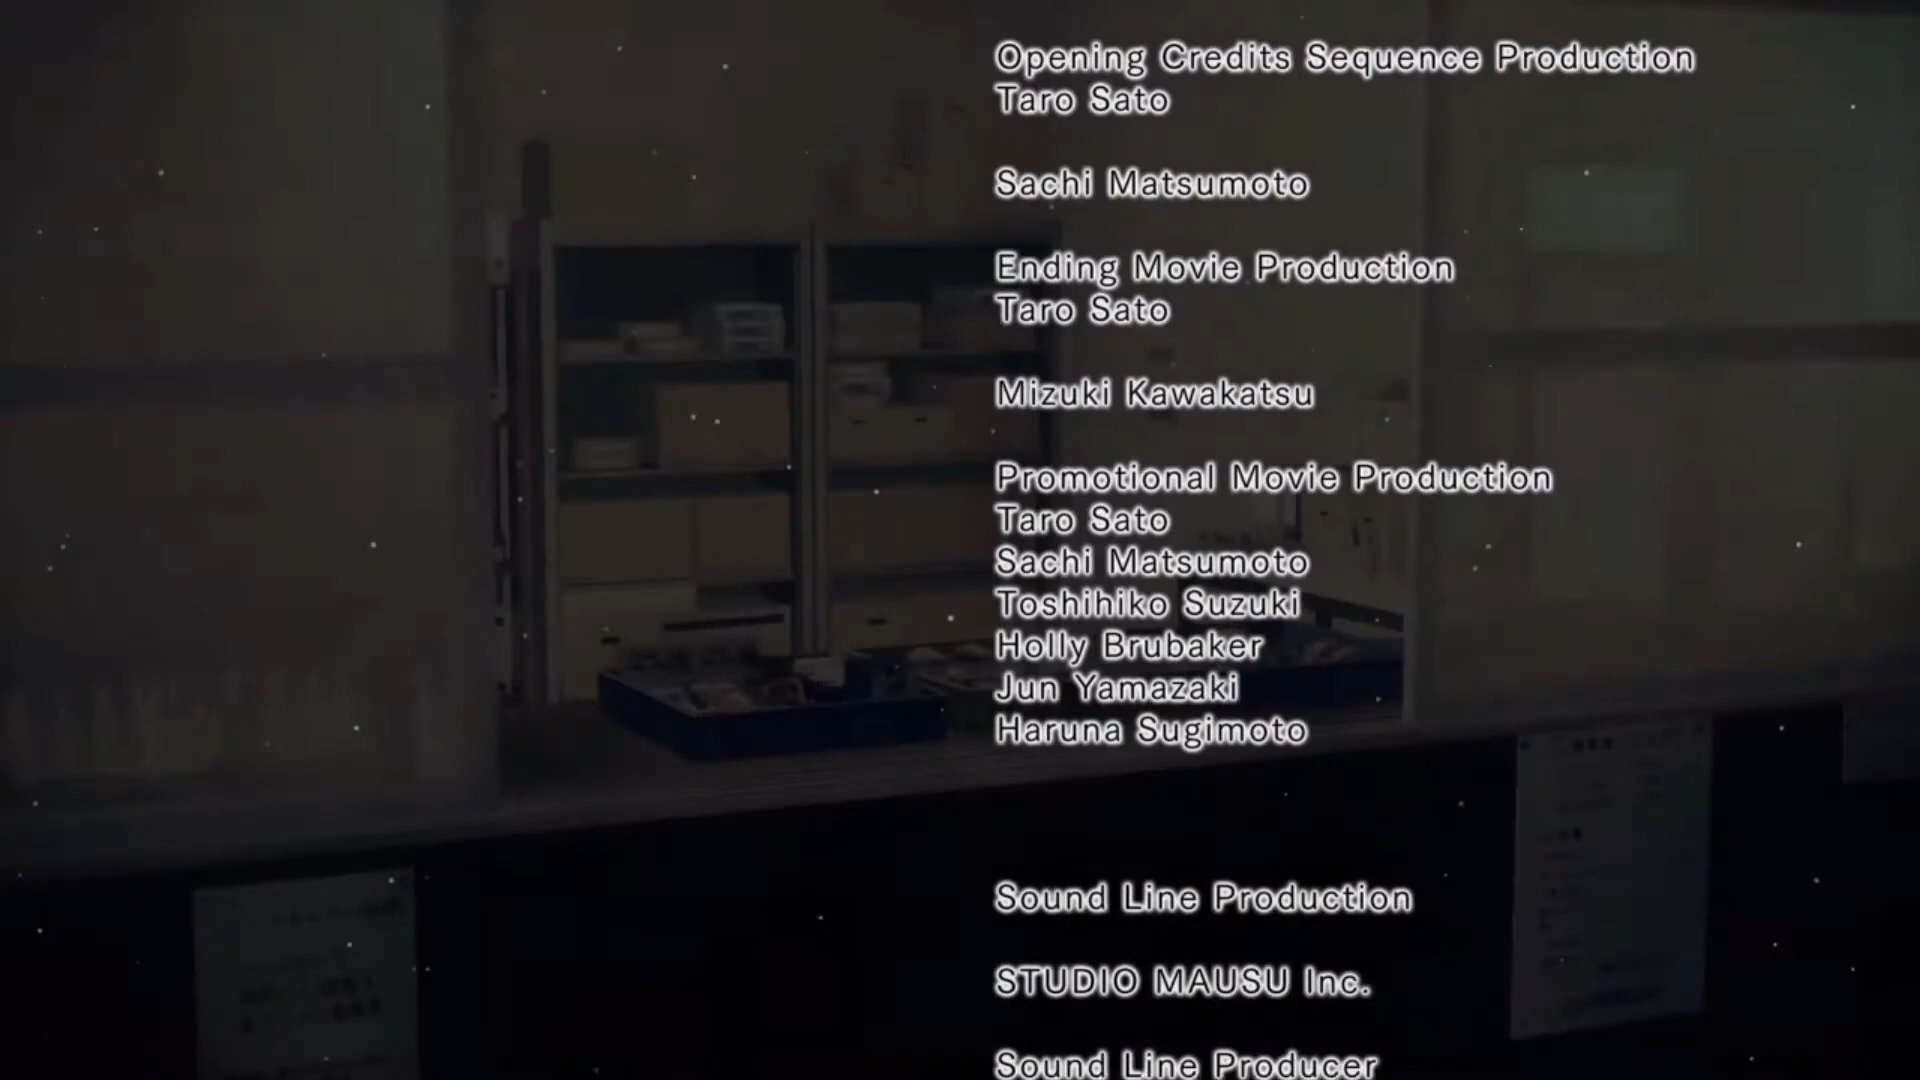 Opening Credits Sequence Production
Taro Sato
Sachi Matsumoto
Ending Movie Production
Taro Sato
Mizuki Kawakatsu
Promotional Movie Production
Taro Sato
Sachi Matsumoto
Toshihiko Suzuki
Holly Brubaker
Jun Yamazaki
Haruna Sugimoto
Sound Line Production
STUDIO MAUSU Inc.
Sound Line Producer